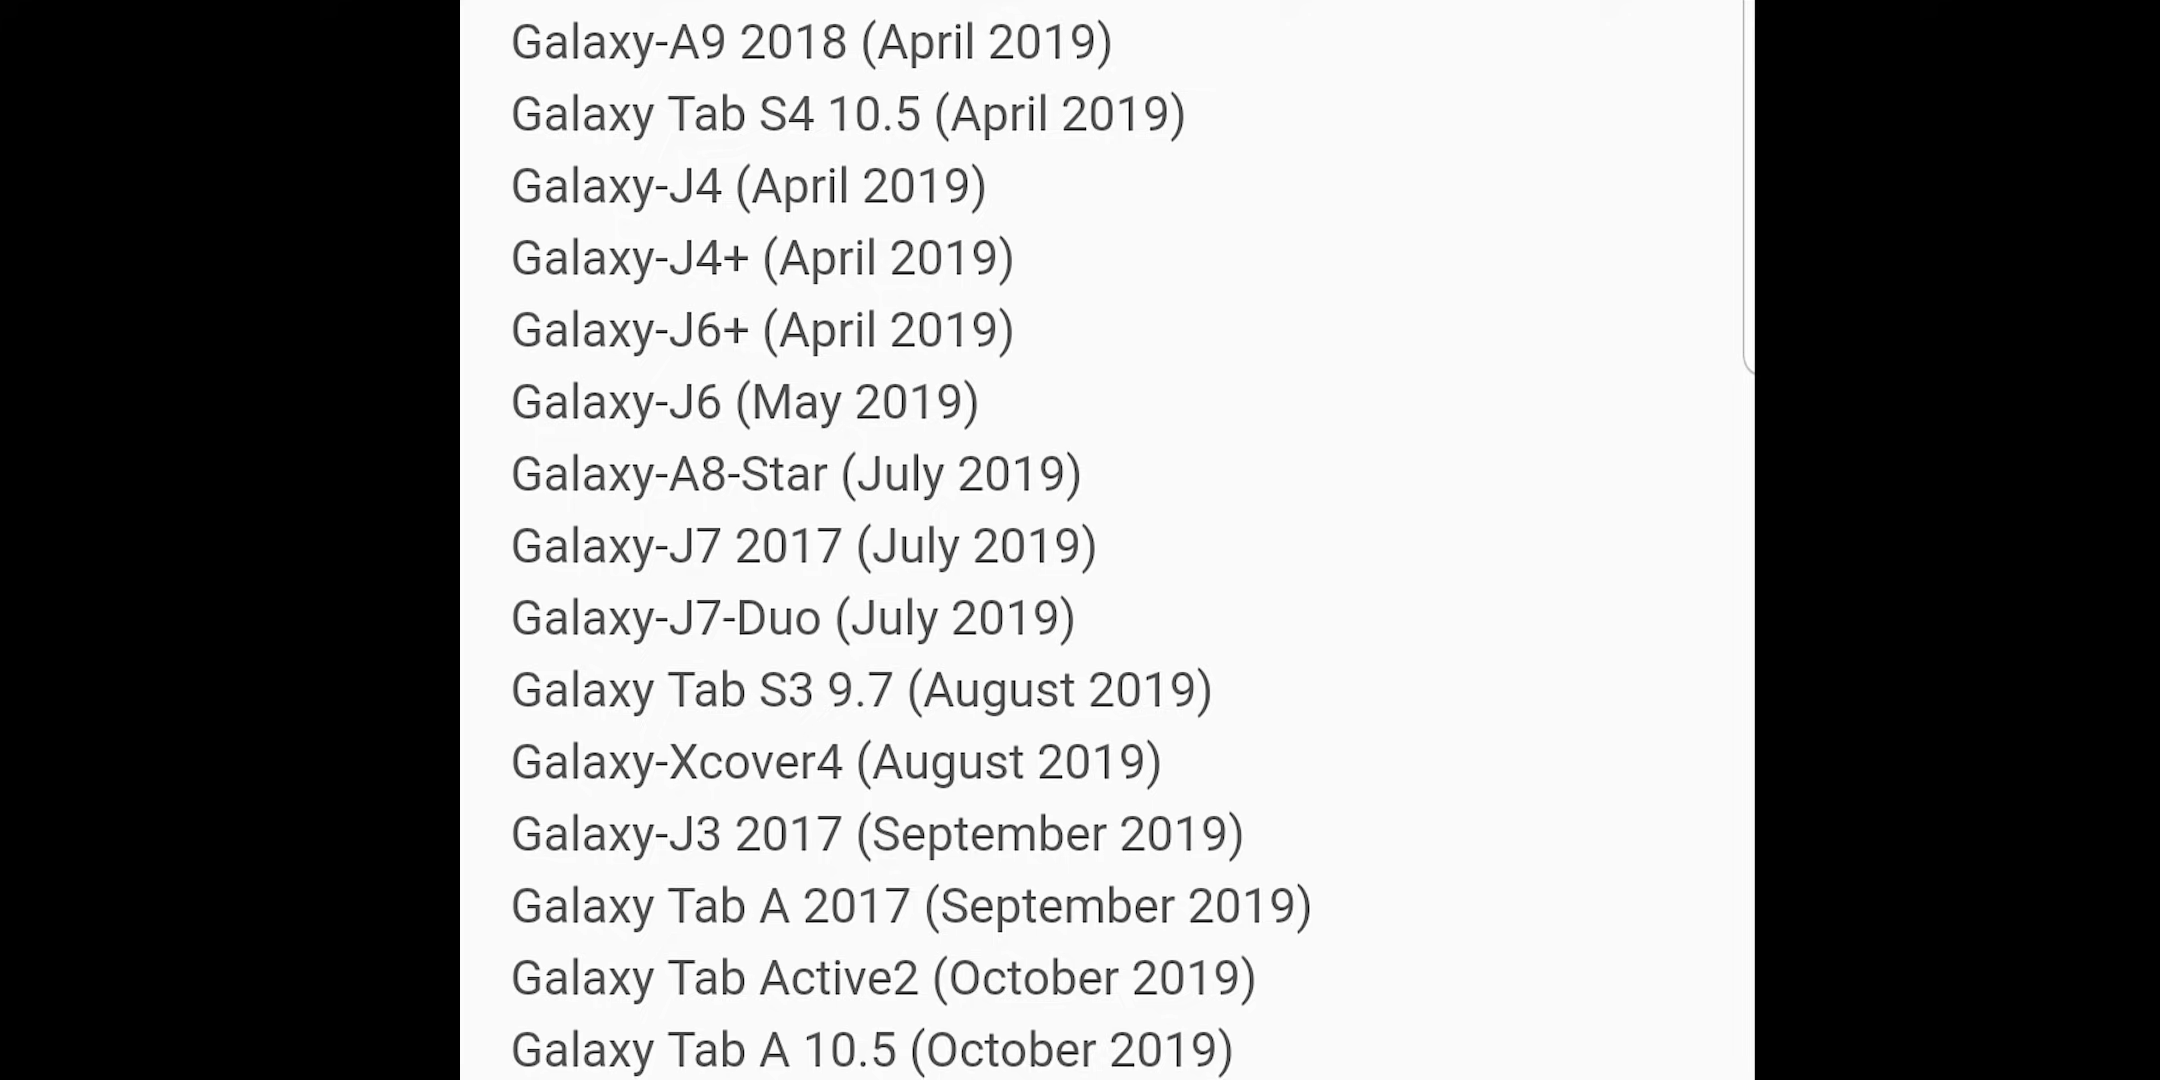 Galaxy-A9 2018 (April 2019)
Galaxy Tab S4 10.5 (April 2019)
Galaxy-J4 (April 2019)
Galaxy-J4+ (April 2019)
Galaxy-J6+ (April 2019)
Galaxy-J6 (May 2019)
Galaxy-A8-Star (July 2019)
Galaxy-J7 2017 (July 2019)
Galaxy-J7-Duo (July 2019)
Galaxy Tab S3 9.7 (August 2019)
Galaxy-Xcover4 (August 2019)
Galaxy-J3 2017 (September 2019)
Galaxy Tab A 2017 (September 2019)
Galaxy Tab Active2 (October 2019)
Galaxy Tab A 10.5 (October 2019)